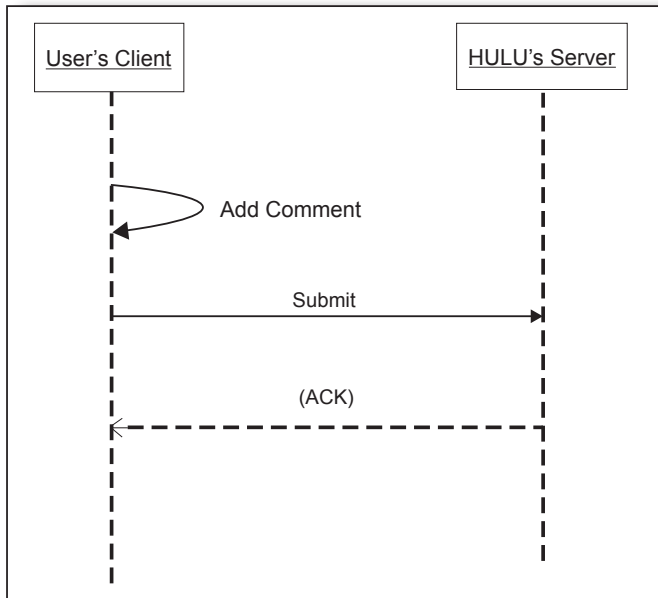 User's Client
HULU's Server
Add Comment
Submit
(ACK)